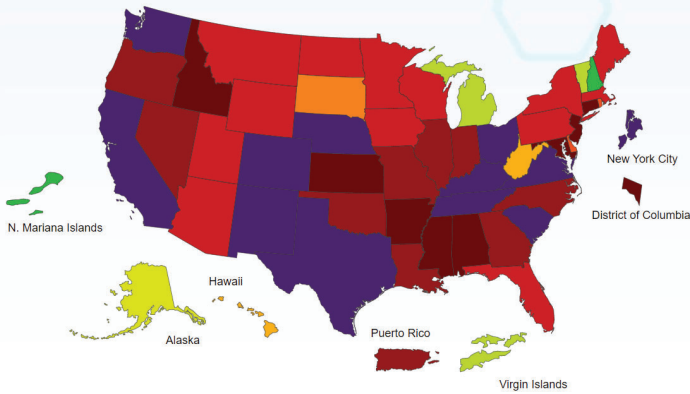 New York City
District of Columbia
N. Mariana Islands
Hawaii
Alaska
Puerto Rico
Virgin Islands